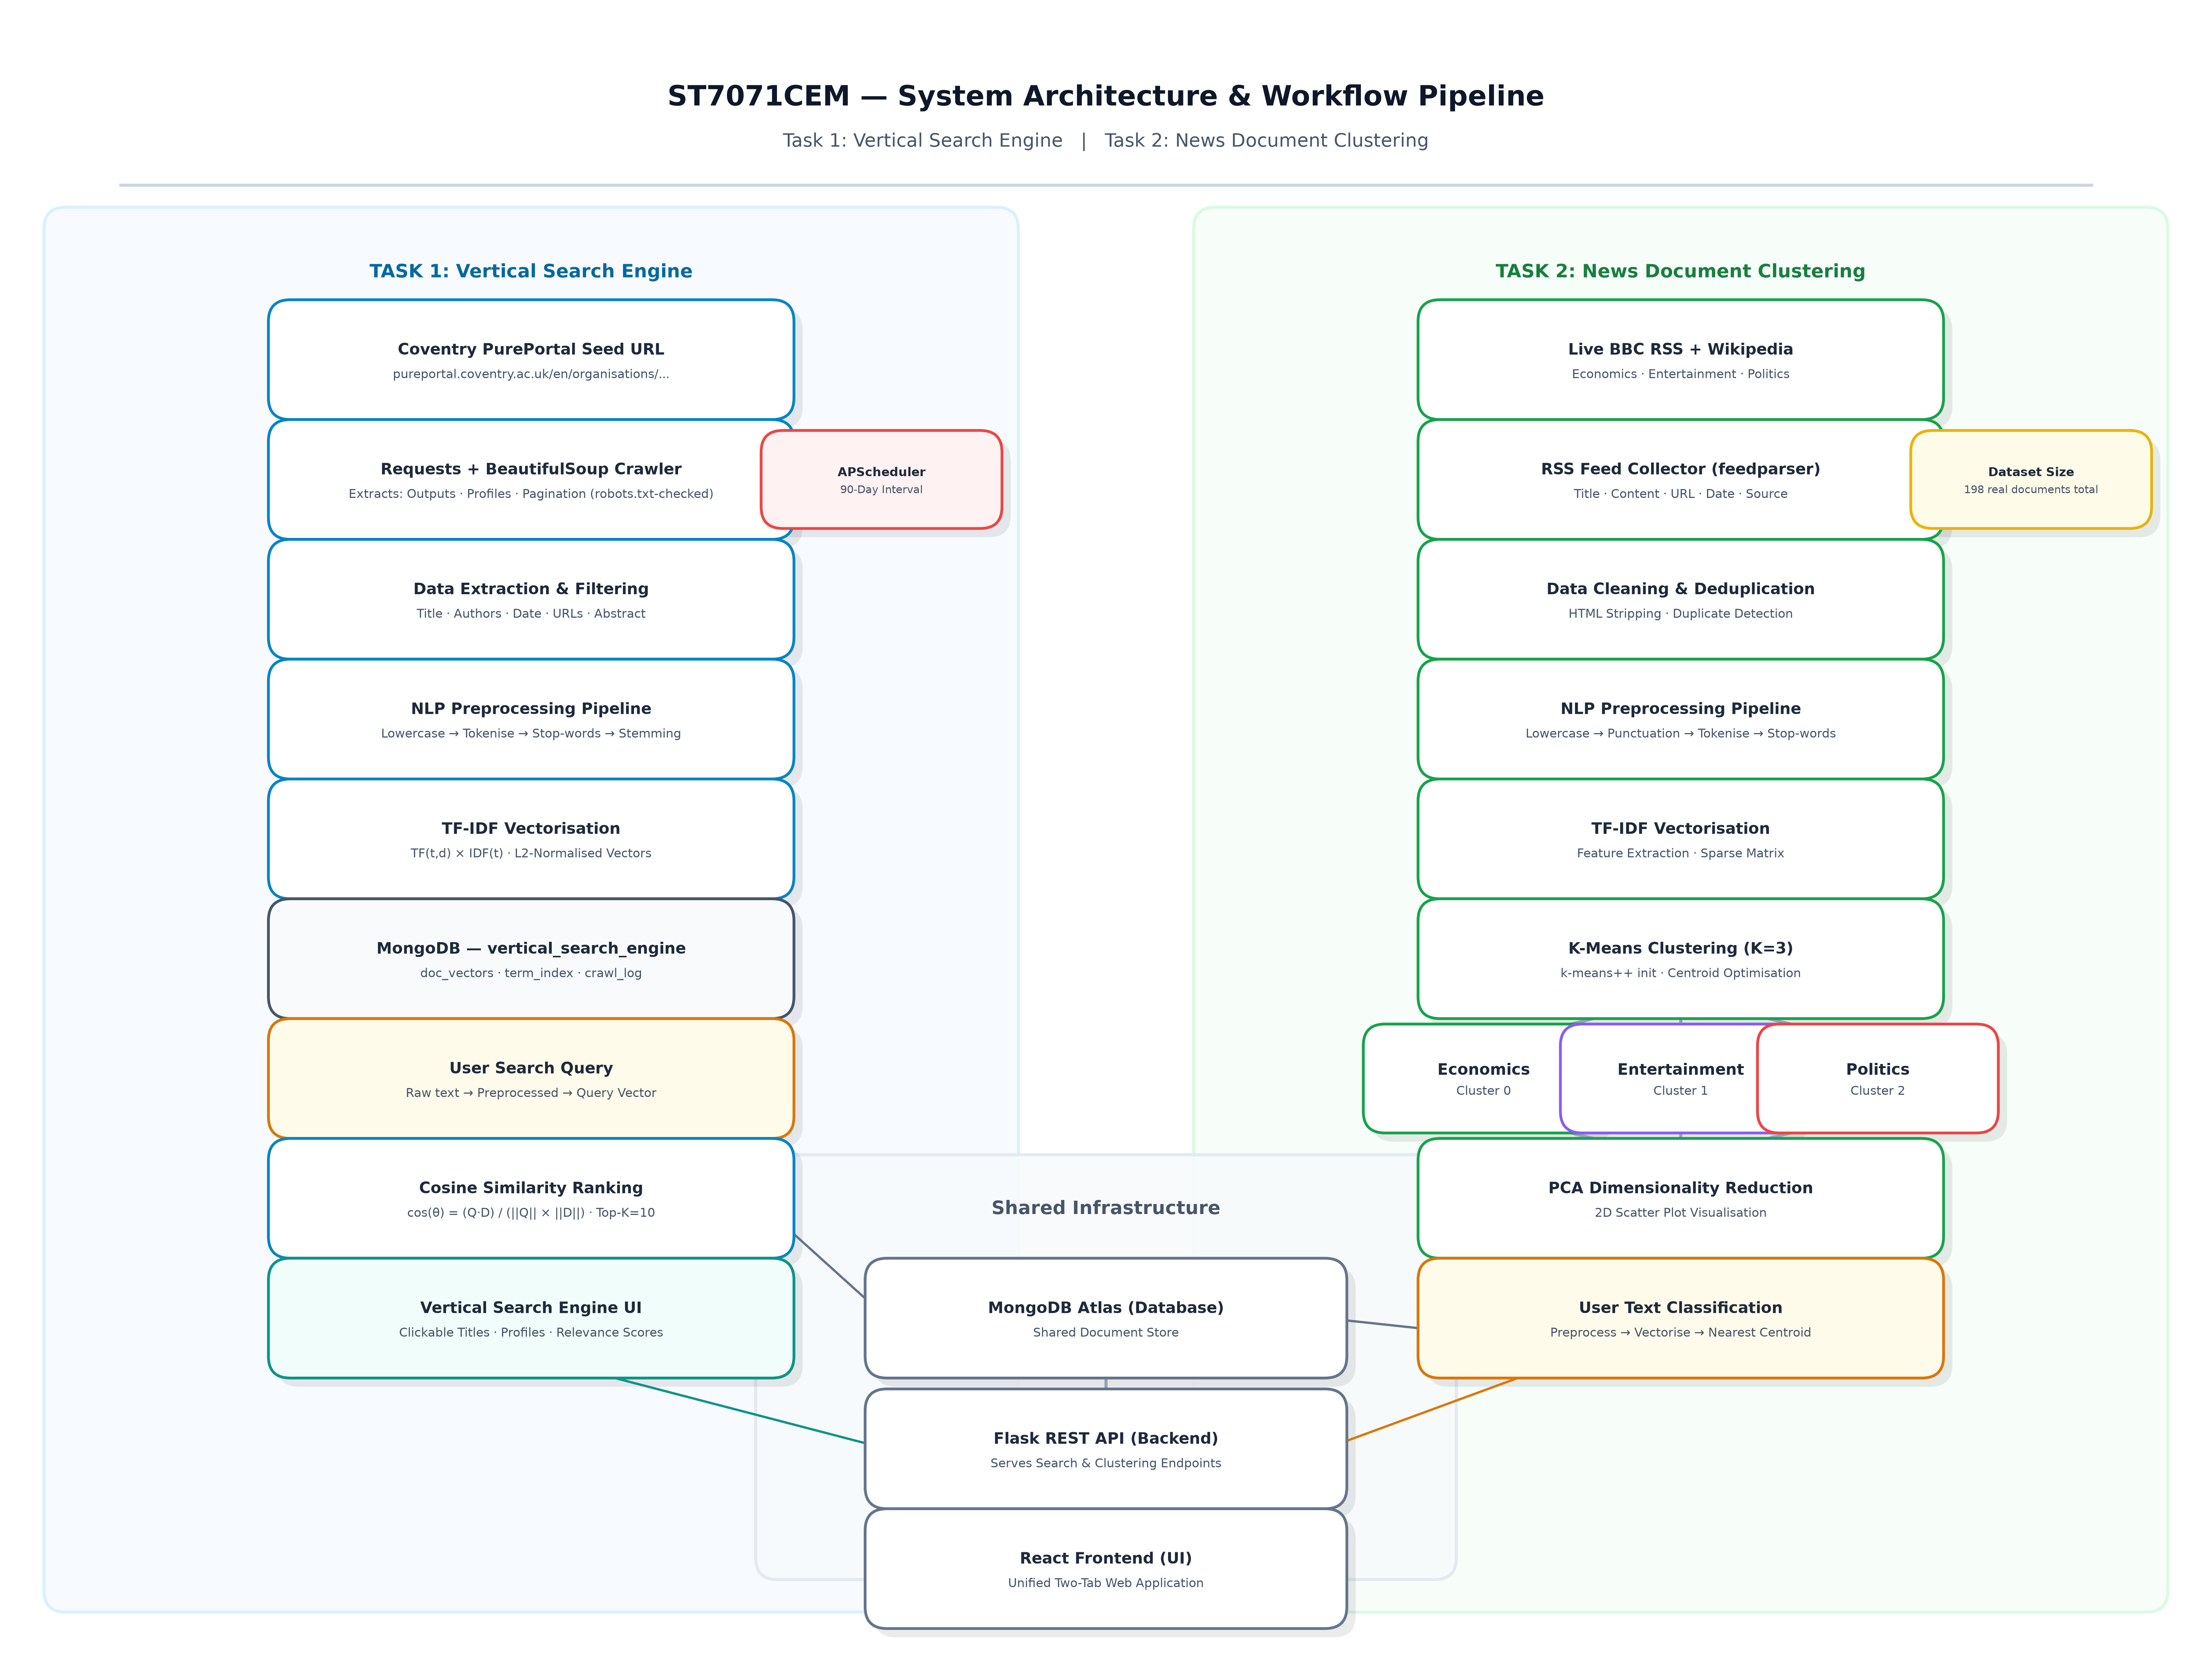 ST7071CEM — System Architecture & Workflow Pipeline
Task 1: Vertical Search Engine | Task 2: News Document Clustering
TASK 1: Vertical Search Engine
Coventry PurePortal Seed URL
pureportal.coventry.ac.uk/en/organisations/...
Requests + BeautifulSoup Crawler
Extracts: Outputs · Profiles · Pagination (robots.txt-checked)
APScheduler
90-Day Interval
Data Extraction & Filtering
Title · Authors · Date · URLs · Abstract
NLP Preprocessing Pipeline
Lowercase → Tokenise → Stop-words → Stemming
TF-IDF Vectorisation
TF(t,d) × IDF(t) · L2-Normalised Vectors
MongoDB — vertical_search_engine
doc_vectors · term_index · crawl_log
User Search Query
Raw text → Preprocessed → Query Vector
Cosine Similarity Ranking
cos(θ) = (Q·D) / (||Q|| × ||D||) · Top-K=10
Vertical Search Engine UI
Clickable Titles · Profiles · Relevance Scores
TASK 2: News Document Clustering
Live BBC RSS + Wikipedia
Economics · Entertainment · Politics
RSS Feed Collector (feedparser)
Title · Content · URL · Date · Source
Dataset Size
198 real documents total
Data Cleaning & Deduplication
HTML Stripping · Duplicate Detection
NLP Preprocessing Pipeline
Lowercase → Punctuation → Tokenise → Stop-words
TF-IDF Vectorisation
Feature Extraction · Sparse Matrix
K-Means Clustering (K=3)
k-means++ init · Centroid Optimisation
Economics
Cluster 0
Entertainment
Cluster 1
Politics
Cluster 2
PCA Dimensionality Reduction
2D Scatter Plot Visualisation
User Text Classification
Preprocess → Vectorise → Nearest Centroid
Shared Infrastructure
MongoDB Atlas (Database)
Shared Document Store
Flask REST API (Backend)
Serves Search & Clustering Endpoints
React Frontend (UI)
Unified Two-Tab Web Application